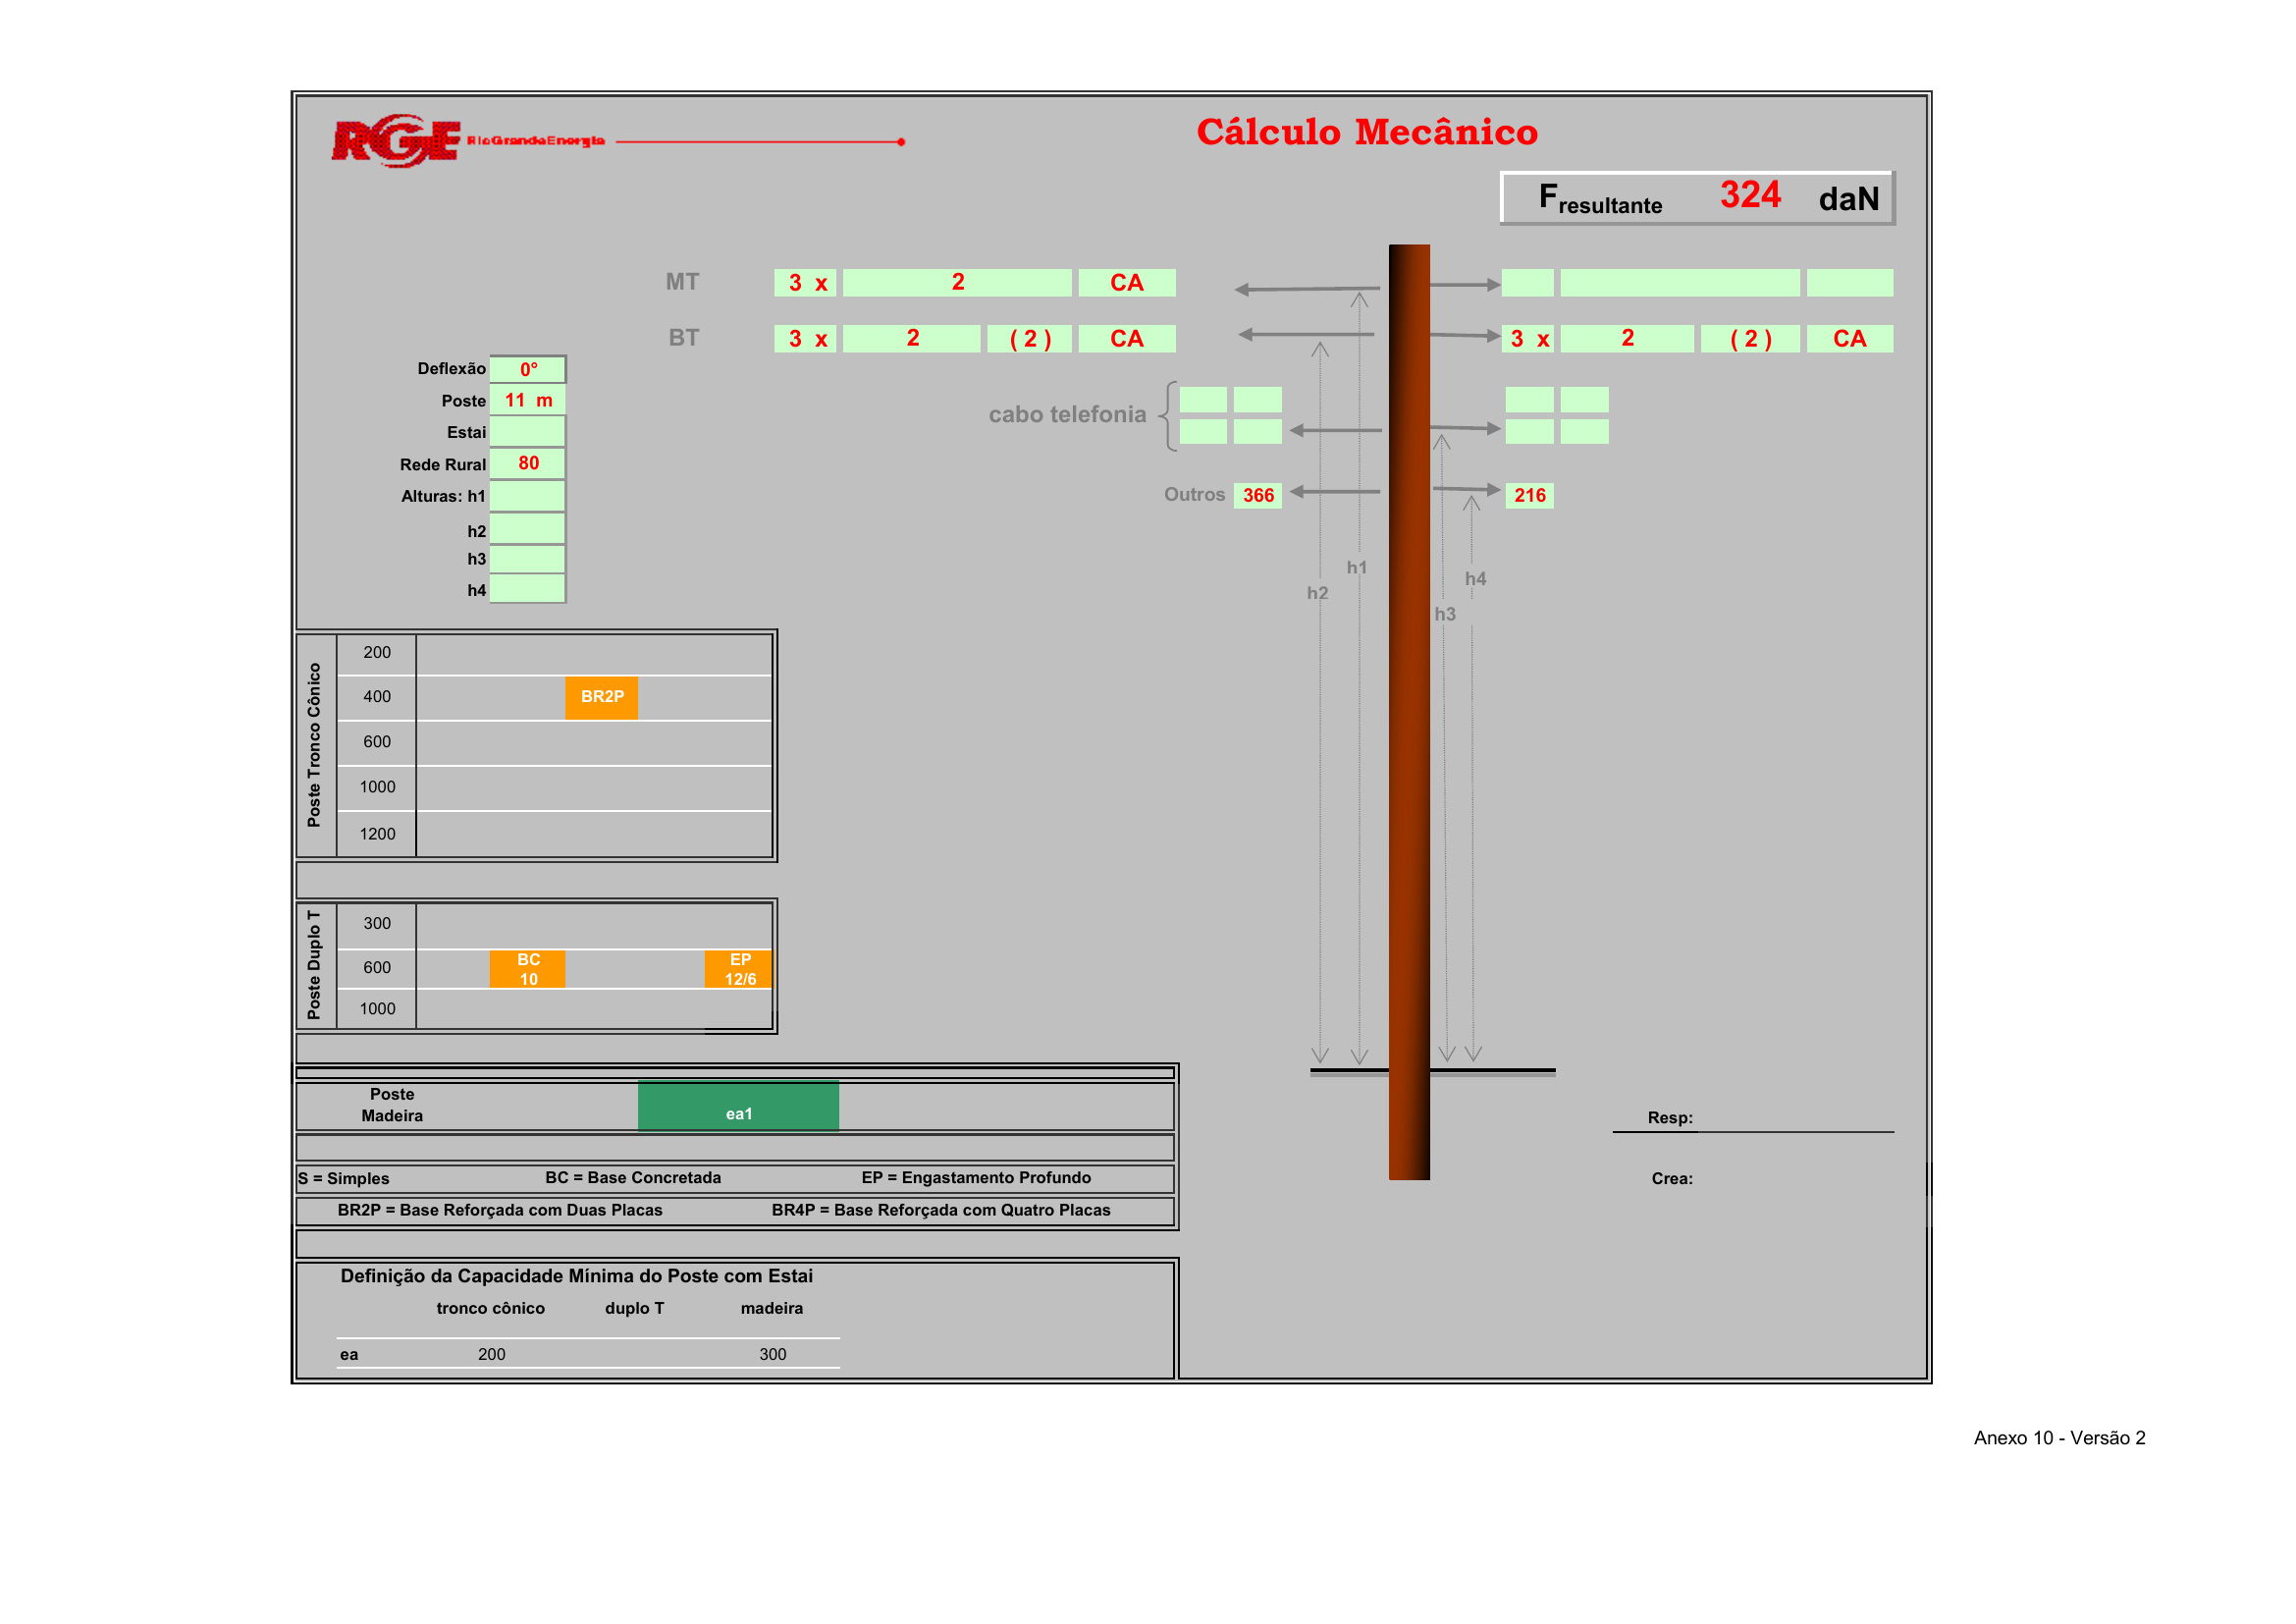 RGE RioGrandeEnergia
Cálculo Mecânico
Fresultante 324 daN
MT 3 x 2 CA
BT 3 x 2 ( 2 ) CA 3 x 2 ( 2 ) CA
Deflexão 0°
Poste 11 m
cabo telefonia
Estai
Rede Rural 80
Alturas: h1
Outros 366 216
h2
h3
h4
h1
h2
h4
h3
Poste Tronco Cônico
200
400 BR2P
600
1000
1200
Poste Duplo T
300
600 BC 10 EP 12/6
1000
Poste
Madeira
ea1
Resp:
S = Simples BC = Base Concretada EP = Engastamento Profundo
Crea:
BR2P = Base Reforçada com Duas Placas BR4P = Base Reforçada com Quatro Placas
Definição da Capacidade Mínima do Poste com Estai
tronco cônico duplo T madeira
ea 200 300
Anexo 10 - Versão 2